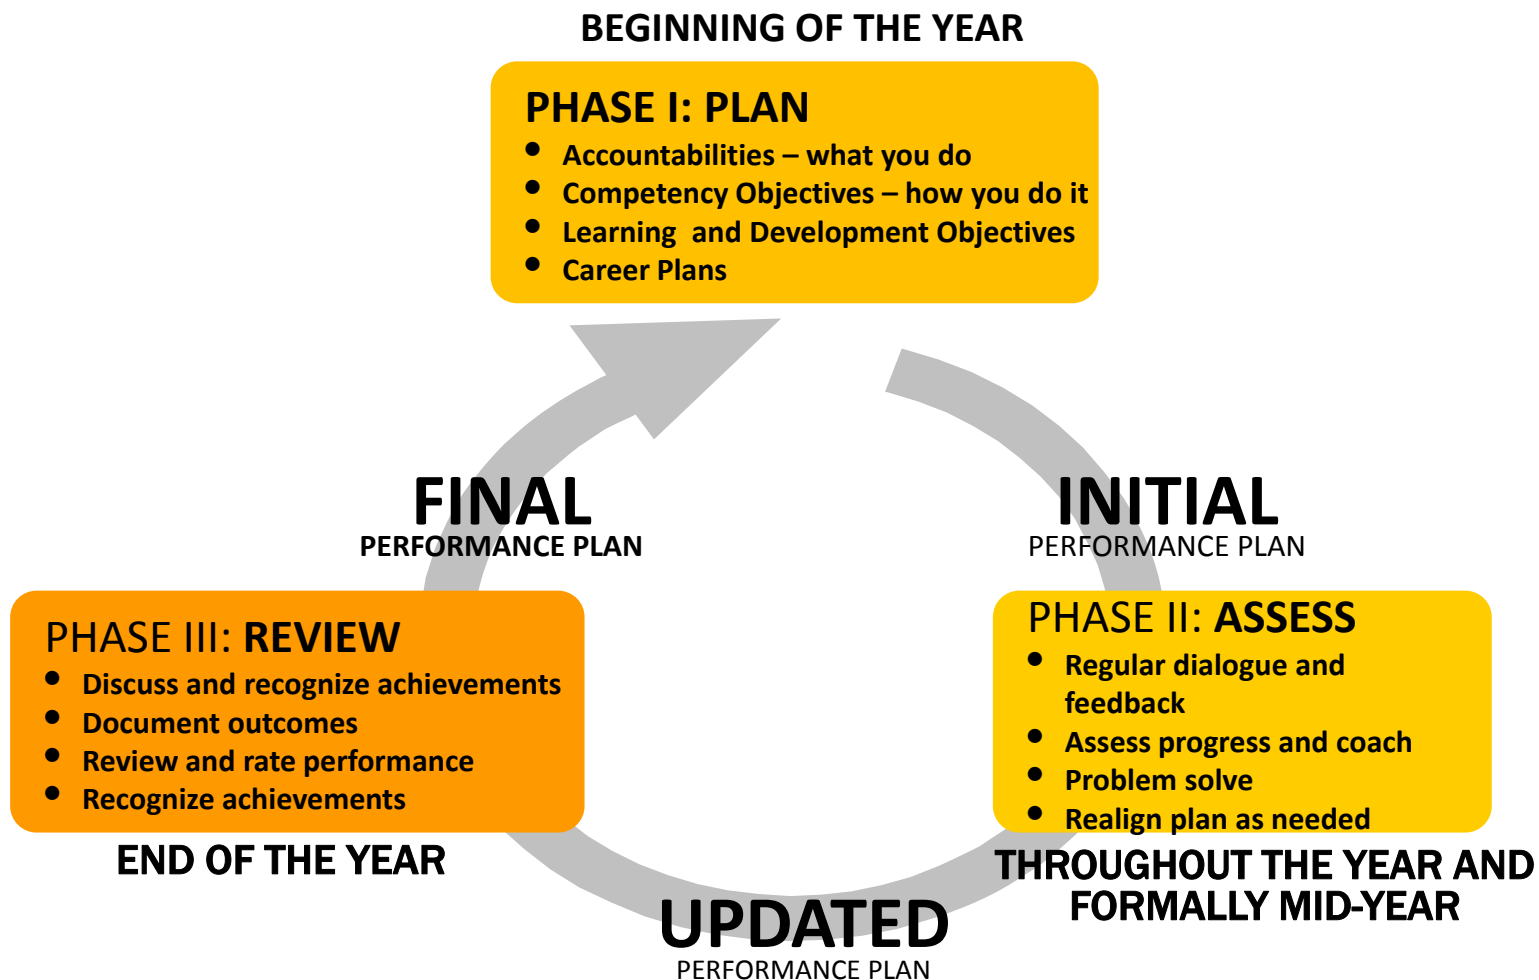 BEGINNING OF THE YEAR
PHASE I: PLAN
• Accountabilities – what you do
• Competency Objectives – how you do it
• Learning and Development Objectives
• Career Plans
FINAL
PERFORMANCE PLAN
INITIAL
PERFORMANCE PLAN
PHASE III: REVIEW
• Discuss and recognize achievements
• Document outcomes
• Review and rate performance
• Recognize achievements
END OF THE YEAR
PHASE II: ASSESS
• Regular dialogue and
feedback
• Assess progress and coach
• Problem solve
• Realign plan as needed
THROUGHOUT THE YEAR AND
FORMALLY MID-YEAR
UPDATED
PERFORMANCE PLAN